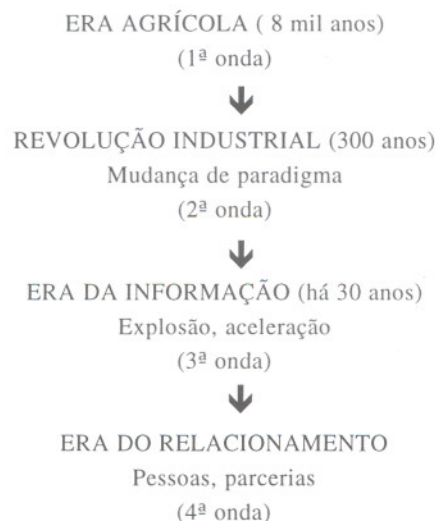 ERA AGRÍCOLA ( 8 mil anos)
(1ª onda)
REVOLUÇÃO INDUSTRIAL (300 anos)
Mudança de paradigma
(2ª onda)
ERA DA INFORMAÇÃO (há 30 anos)
Explosão, aceleração
(3ª onda)
ERA DO RELACIONAMENTO
Pessoas, parcerias
(4ª onda)